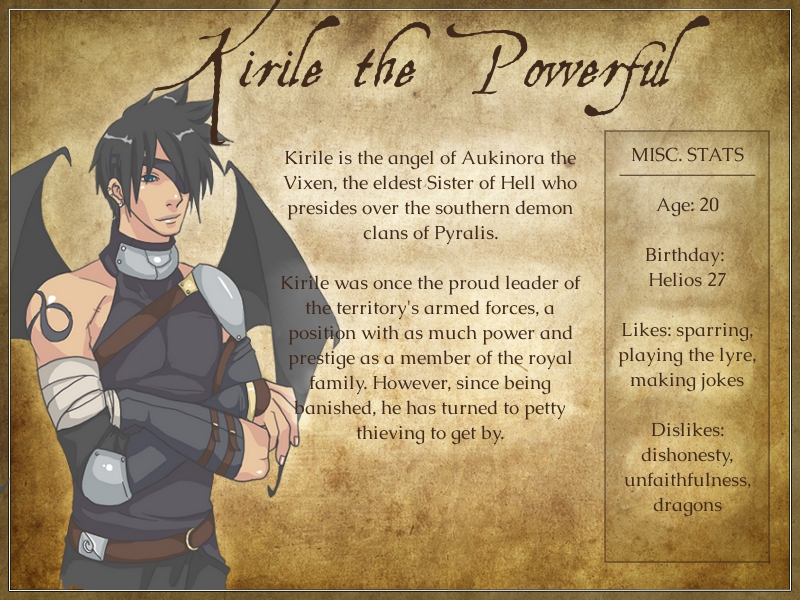 Kirile the Powerful
Kirile is the angel of Aukinora the
Vixen, the eldest Sister of Hell who
presides over the southern demon
clans of Pyralis.
Kirile was once the proud leader of
the territory's armed forces, a
position with as much power and
prestige as a member of the royal
family. However, since being
banished, he has turned to petty
thieving to get by.
MISC. STATS
Age: 20
Birthday:
Helios 27
Likes: sparring,
playing the lyre,
making jokes
Dislikes:
dishonesty,
unfaithfulness,
dragons